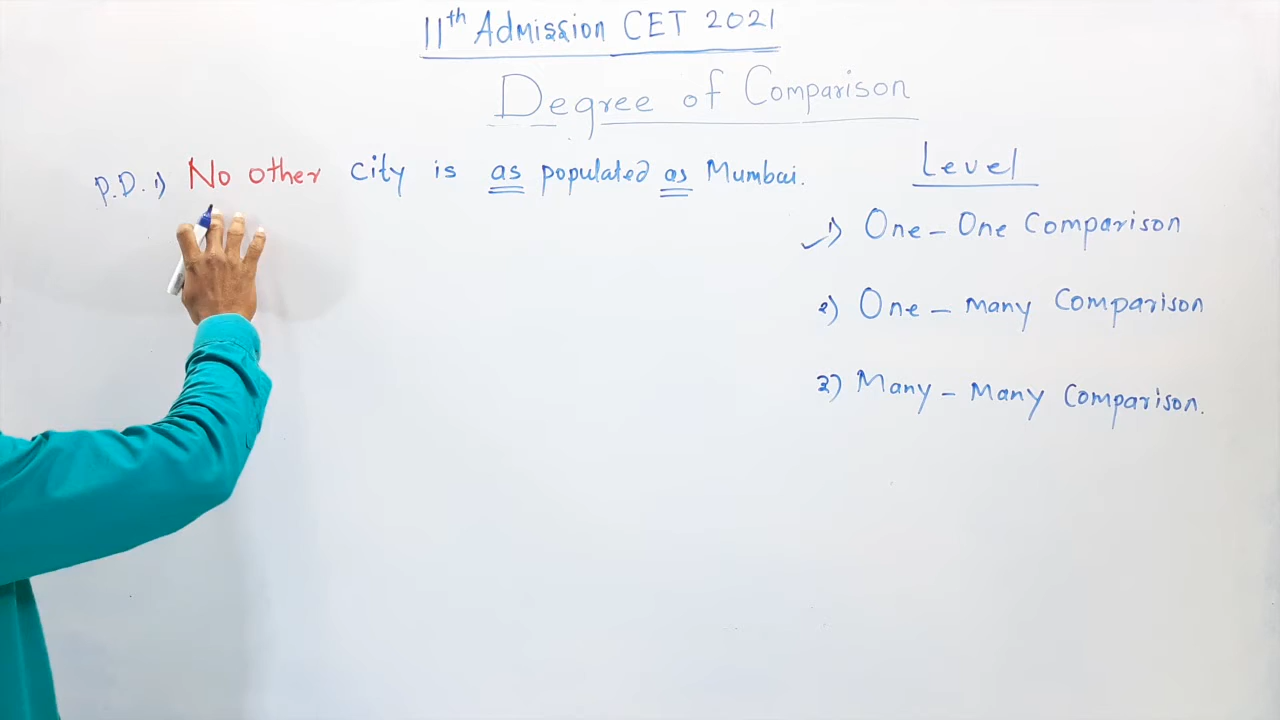 11th Admission CET 2021
Degree of Comparison
P.D. 1) No other city is as populated as Mumbai.
Level
1) One - One Comparison
2) One - Many Comparison
3) Many - Many Comparison.